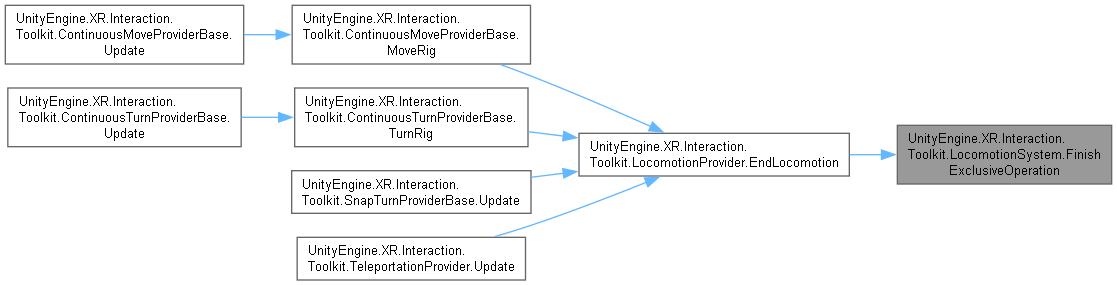 UnityEngine.XR.Interaction.
Toolkit.ContinuousMoveProviderBase.
Update
UnityEngine.XR.Interaction.
Toolkit.ContinuousMoveProviderBase.
MoveRig
UnityEngine.XR.Interaction.
Toolkit.ContinuousTurnProviderBase.
Update
UnityEngine.XR.Interaction.
Toolkit.ContinuousTurnProviderBase.
TurnRig
UnityEngine.XR.Interaction.
Toolkit.LocomotionProvider.EndLocomotion
UnityEngine.XR.Interaction.
Toolkit.LocomotionSystem.Finish
ExclusiveOperation
UnityEngine.XR.Interaction.
Toolkit.SnapTurnProviderBase.Update
UnityEngine.XR.Interaction.
Toolkit.TeleportationProvider.Update